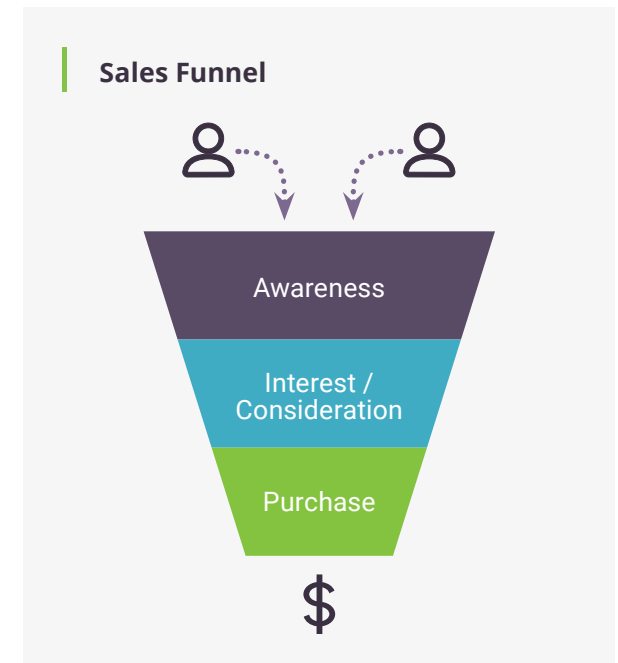 Sales Funnel
Awareness
Interest /
Consideration
Purchase
$